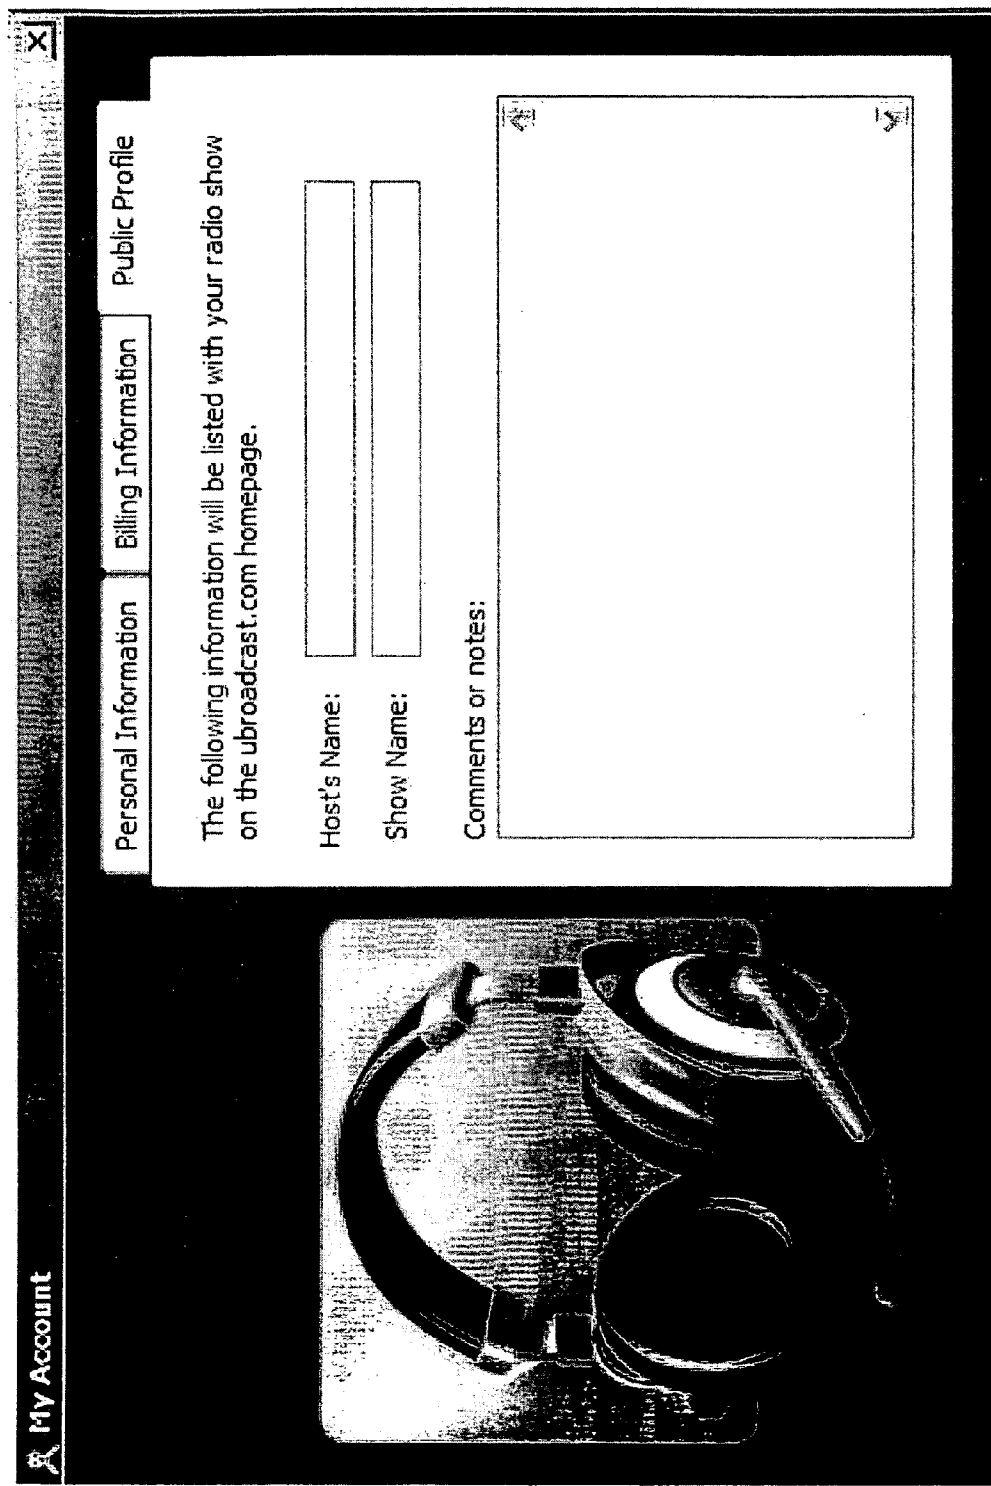 My Account
Personal Information
Billing Information
Public Profile
The following information will be listed with your radio show
on the ubroadcast.com homepage.
Host's Name:
Show Name:
Comments or notes: